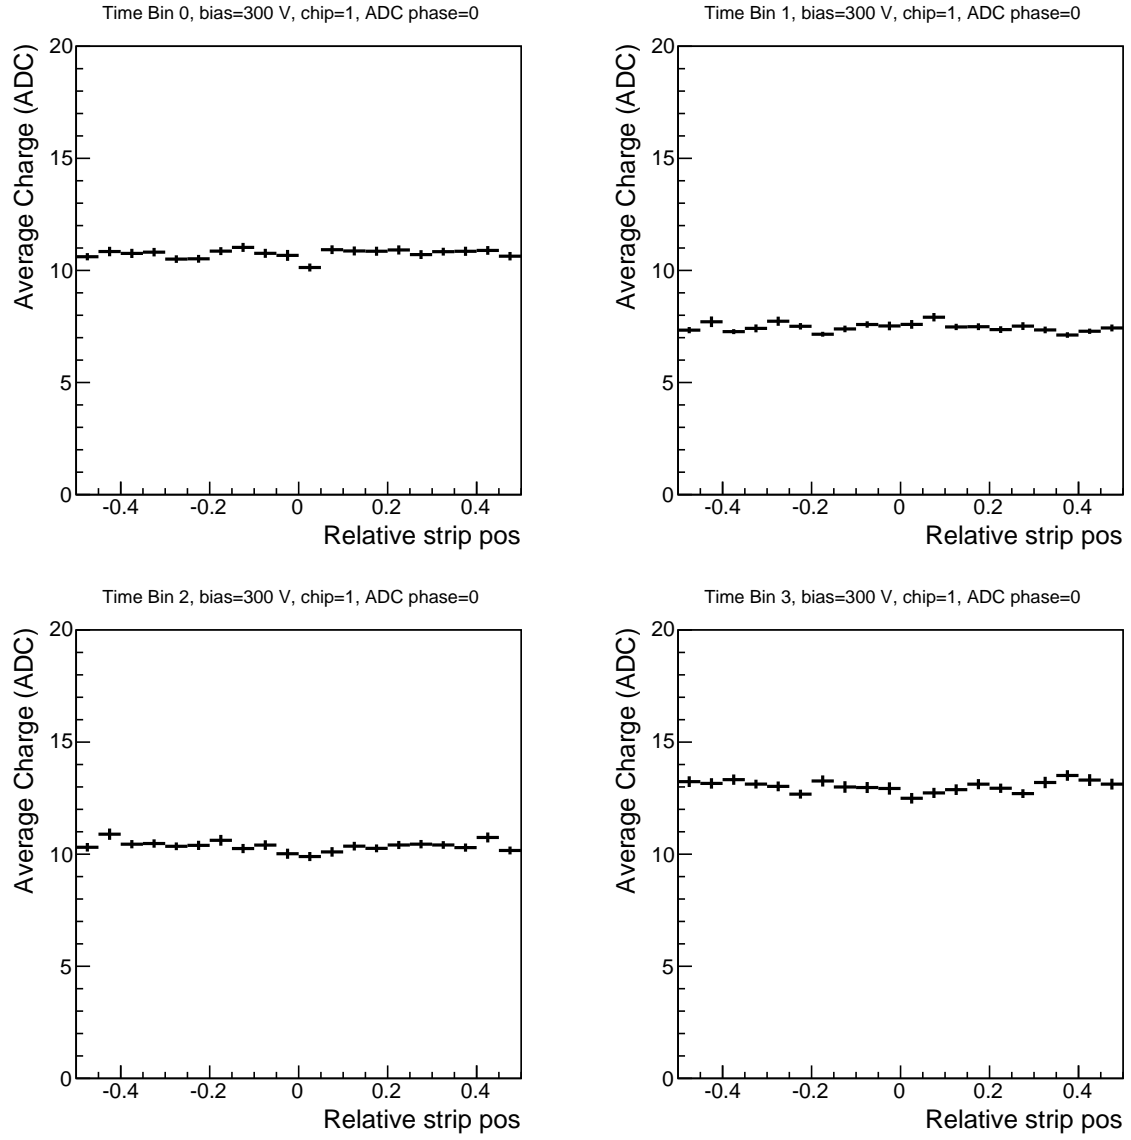 Time Bin 0, bias=300 V, chip=1, ADC phase=0
Average Charge (ADC)
20
15
10
5
0
-0.4 -0.2 0 0.2 0.4
Relative strip pos
Time Bin 1, bias=300 V, chip=1, ADC phase=0
Average Charge (ADC)
20
15
10
5
0
-0.4 -0.2 0 0.2 0.4
Relative strip pos
Time Bin 2, bias=300 V, chip=1, ADC phase=0
Average Charge (ADC)
20
15
10
5
0
-0.4 -0.2 0 0.2 0.4
Relative strip pos
Time Bin 3, bias=300 V, chip=1, ADC phase=0
Average Charge (ADC)
20
15
10
5
0
-0.4 -0.2 0 0.2 0.4
Relative strip pos